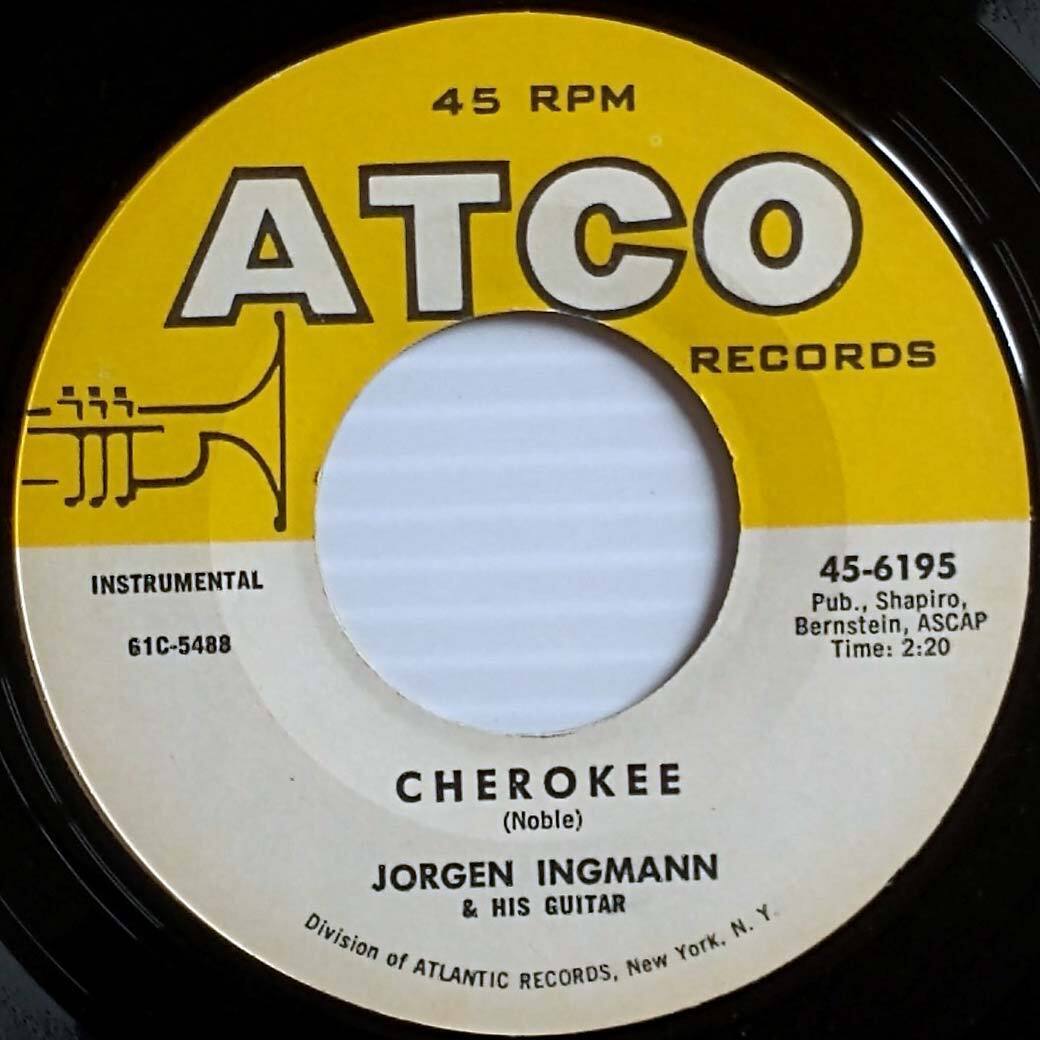 45 RPM
ATCO
RECORDS
INSTRUMENTAL
61C-5488
45-6195
Pub., Shapiro,
Bernstein, ASCAP
Time: 2:20
CHEROKEE
(Noble)
JORGEN INGMANN
& HIS GUITAR
Division of ATLANTIC RECORDS, New York, N. Y.